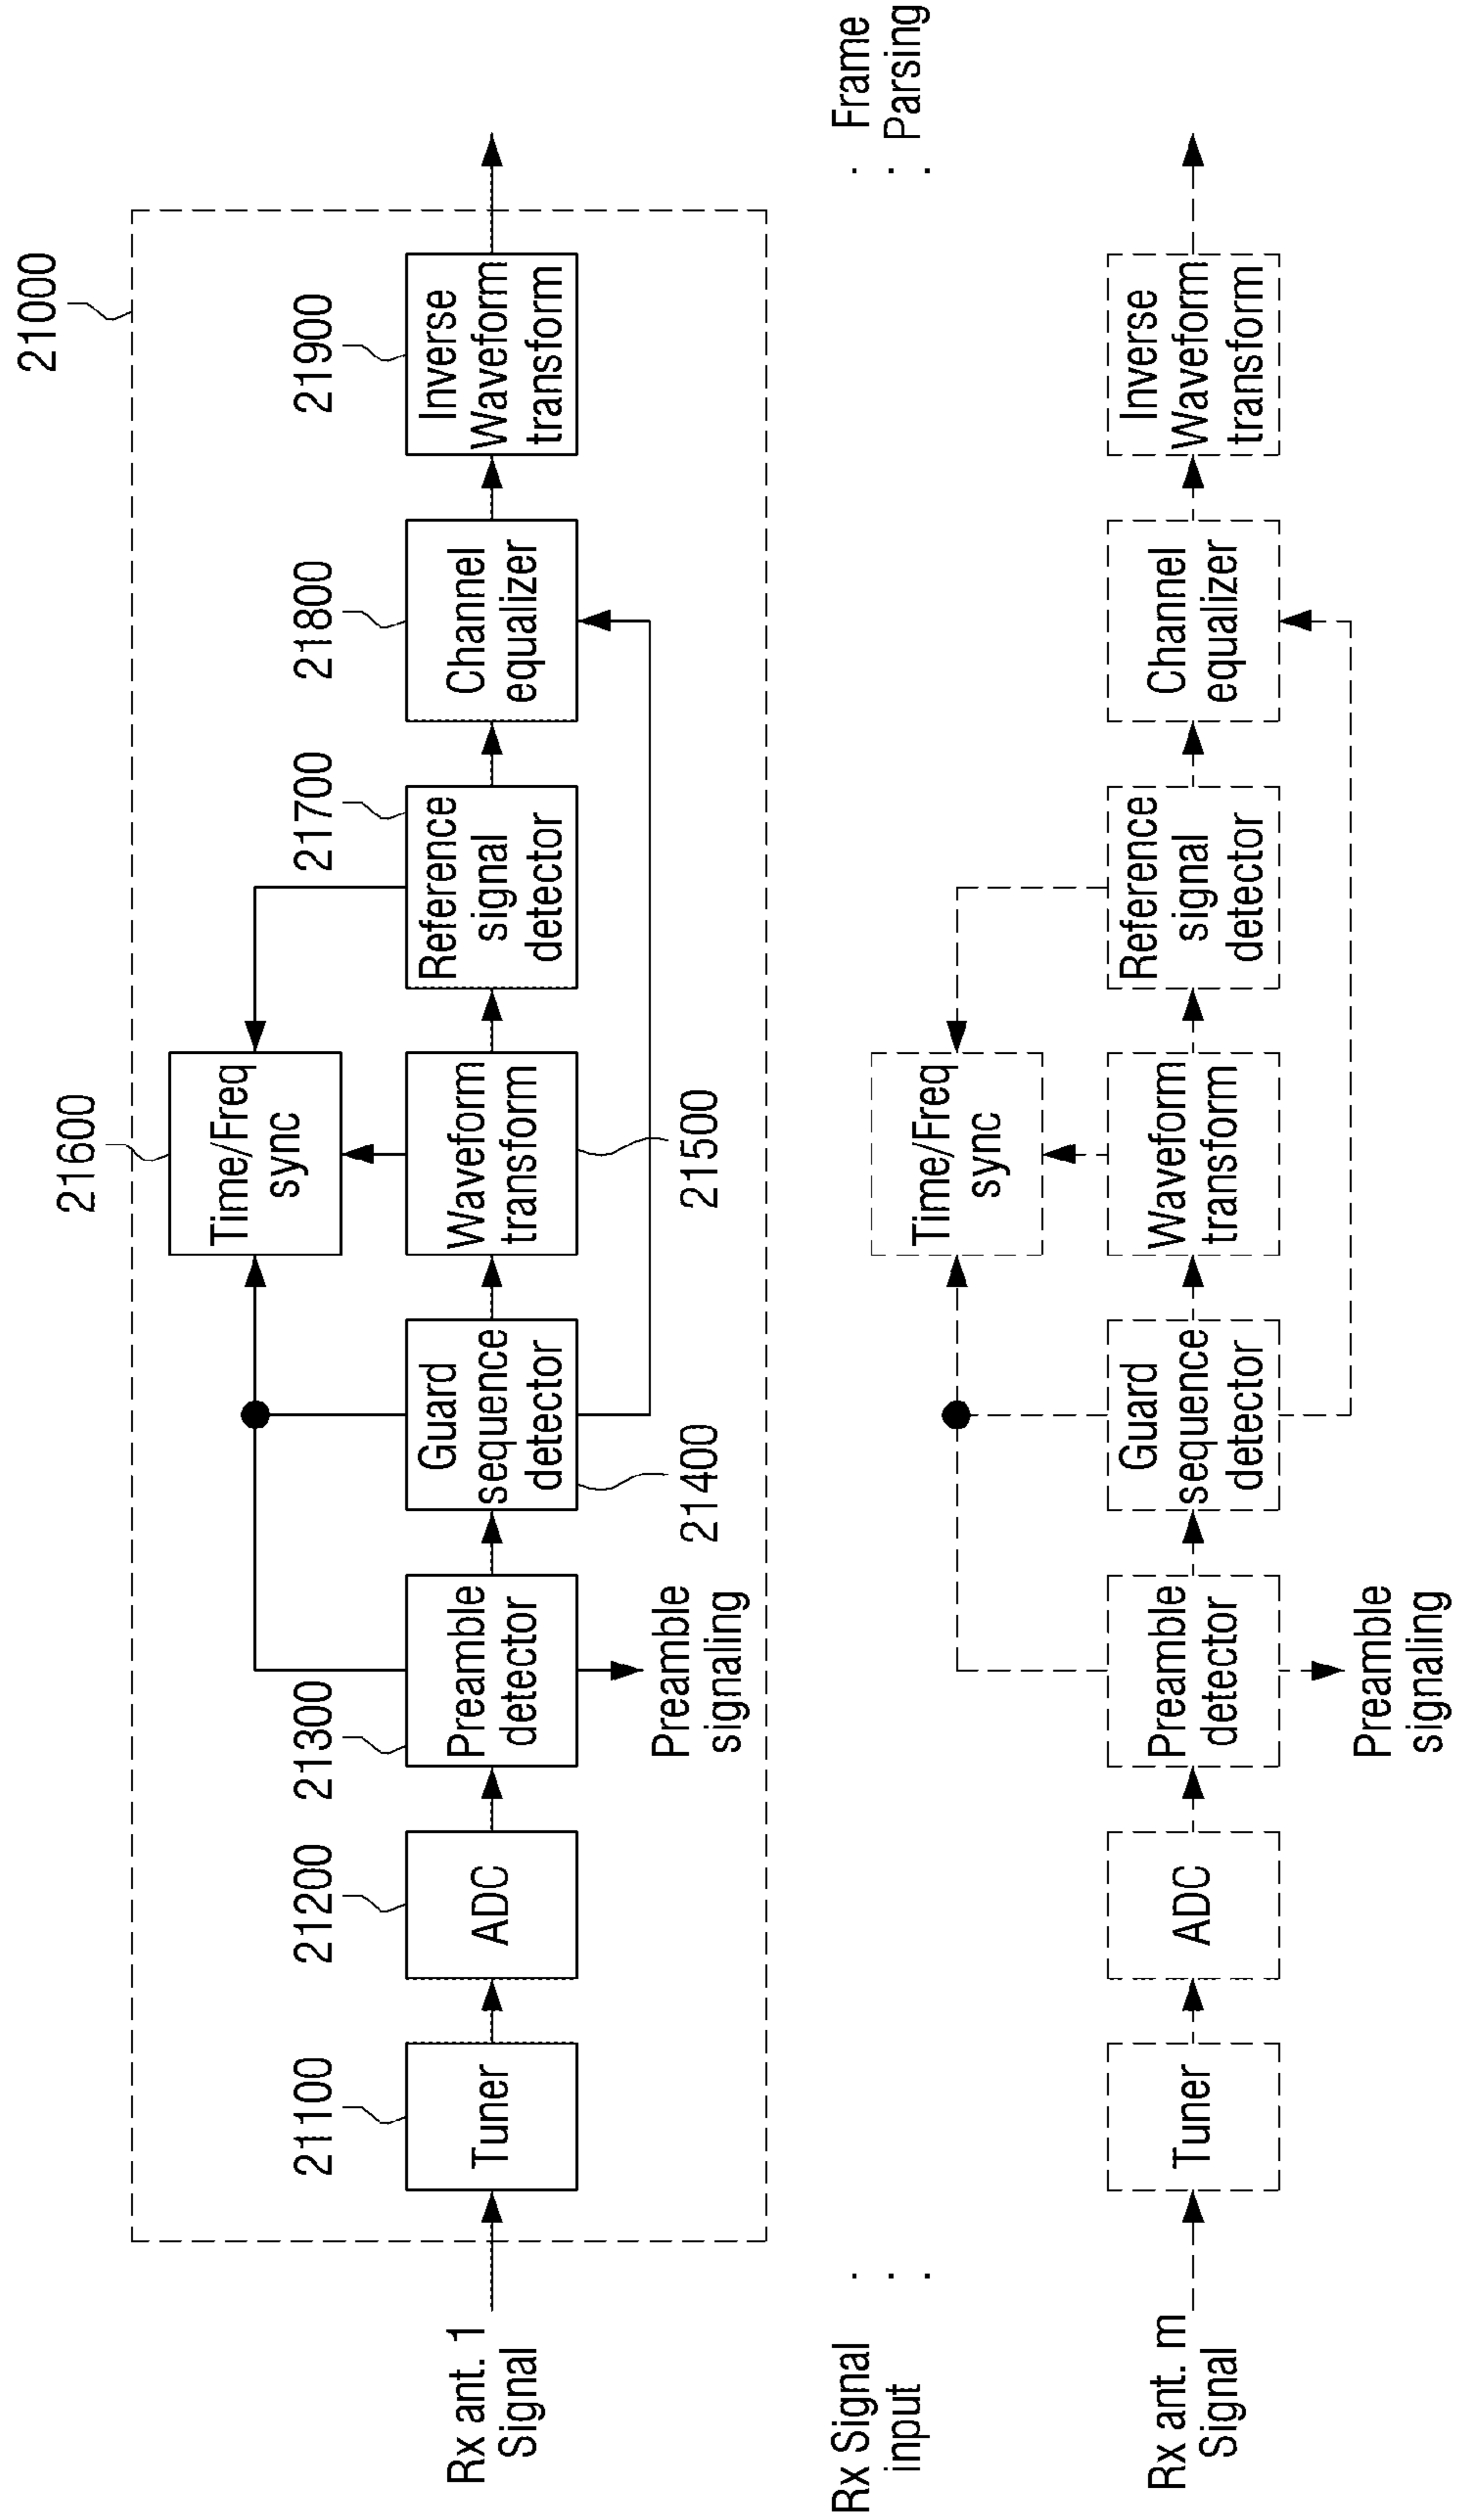 21000
21600
21100
21200
21300
21700
21800
21900
Time/Freq
sync
Rx ant. 1
Signal
Tuner
ADC
Preamble
detector
Guard
sequence
detector
Waveform
transform
Reference
signal
detector
Channel
equalizer
Inverse
Waveform
transform
Preamble
signaling
21400
21500
Rx Signal
input
Frame
Parsing
Time/Freq
sync
Rx ant. m
Signal
Tuner
ADC
Preamble
detector
Guard
sequence
detector
Waveform
transform
Reference
signal
detector
Channel
equalizer
Inverse
Waveform
transform
Preamble
signaling